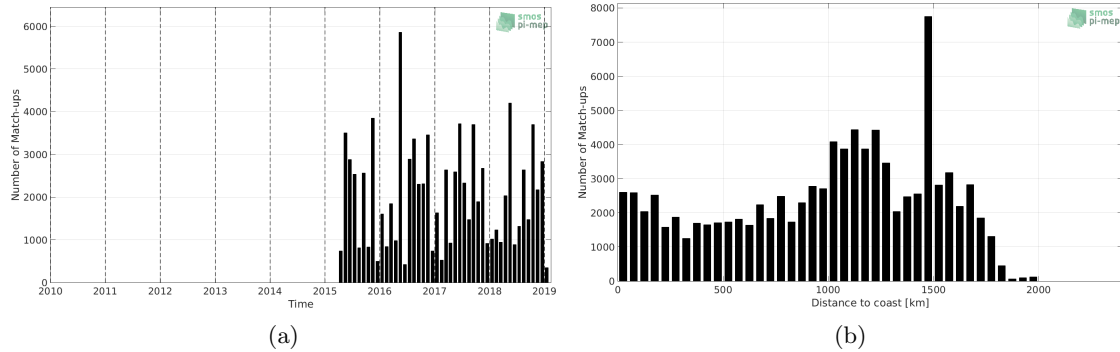 smos
pi-mep
6000
5000
4000
3000
2000
1000
0
Number of Match-ups
2010 2011 2012 2013 2014 2015 2016 2017 2018 2019
Time
(a)
smos
pi-mep
8000
7000
6000
5000
4000
3000
2000
1000
0
Number of Match-ups
0 500 1000 1500 2000
Distance to coast [km]
(b)